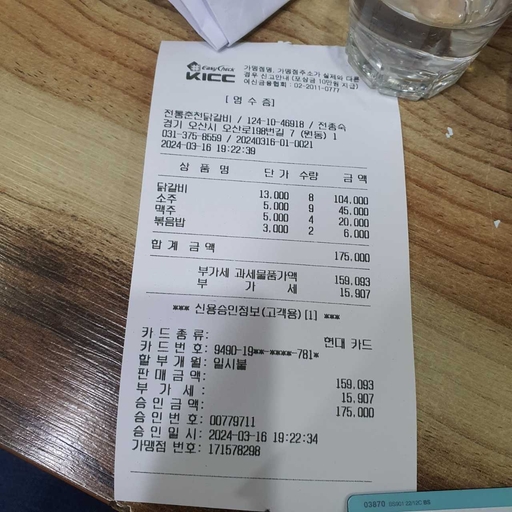 EasyCheck
KICC
가맹점명, 가맹점주소가 실제와 다른
경우 신고안내 (포상금 10만원 지급)
여신금융협회 : 02-2011-0777
[ 영 수 증 ]
전통춘천닭갈비 / 124-10-46918 / 전종숙
경기 오산시 오산로198번길 7 (원동) 1
031-375-8559 / 20240316-01-0021
2024-03-16 19:22:39
상 품 명 단 가 수량 금 액
닭갈비 13,000 8 104,000
소주 5,000 9 45,000
맥주 5,000 4 20,000
볶음밥 3,000 2 6,000
합 계 금 액 175,000
부가세 과세물품가액 159,093
부 가 세 15,907
*** 신용승인정보(고객용) [1] ***
카 드 종 류 : 현대 카드
카 드 번 호 : 9490-19**-****-781*
할 부 개 월 : 일시불
판 매 금 액 : 159,093
부 가 세 : 15,907
승 인 금 액 : 175,000
승 인 번 호 : 00779711
승 인 일 시 : 2024-03-16 19:22:34
가맹점 번호 : 171578298
03870